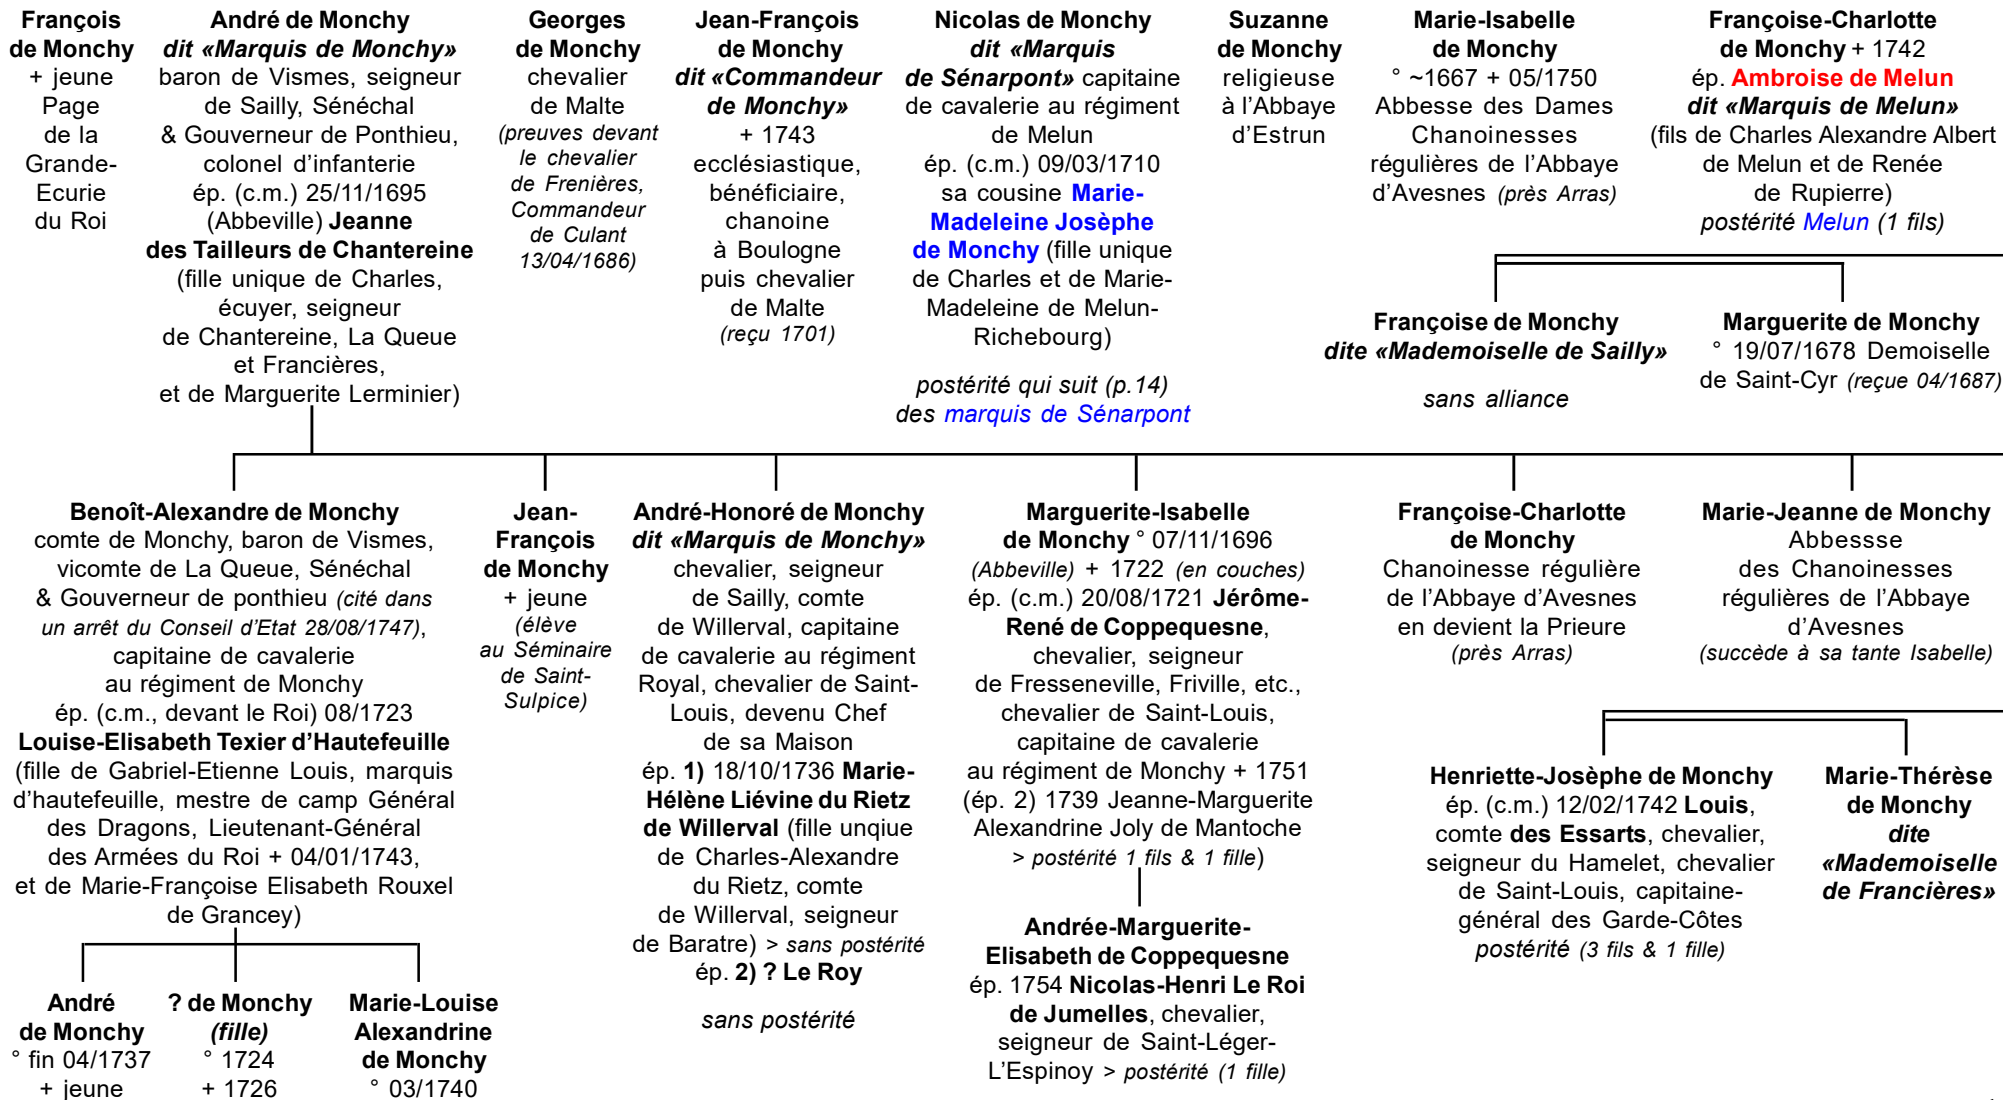 François
de Monchy
+ jeune
Page
de la
Grande-
Ecurie
du Roi
André de Monchy
dit «Marquis de Monchy»
baron de Vismes, seigneur
de Sailly, Sénéchal
& Gouverneur de Ponthieu,
colonel d’infanterie
ép. (c.m.) 25/11/1695
(Abbeville) Jeanne
des Tailleurs de Chantereine
(fille unique de Charles,
écuyer, seigneur
de Chantereine, La Queue
et Francières,
et de Marguerite Lerminier)
Georges
de Monchy
chevalier
de Malte
(preuves devant
le chevalier
de Frenières,
Commandeur
de Culant
13/04/1686)
Jean-François
de Monchy
dit «Commandeur
de Monchy»
+ 1743
ecclésiastique,
bénéficiaire,
chanoine
à Boulogne
puis chevalier
de Malte
(reçu 1701)
Nicolas de Monchy
dit «Marquis
de Sénarpont» capitaine
de cavalerie au régiment
de Melun
ép. (c.m.) 09/03/1710
sa cousine Marie-
Madeleine Josèphe
de Monchy (fille unique
de Charles et de Marie-
Madeleine de Melun-
Richebourg)
postérité qui suit (p.14)
des marquis de Sénarpont
Suzanne
de Monchy
religieuse
à l’Abbaye
d’Estrun
Marie-Isabelle
de Monchy
° ~1667 + 05/1750
Abbesse des Dames
Chanoinesses
régulières de l’Abbaye
d’Avesnes (près Arras)
Françoise-Charlotte
de Monchy + 1742
ép. Ambroise de Melun
dit «Marquis de Melun»
(fils de Charles Alexandre Albert
de Melun et de Renée
de Rupierre)
postérité Melun (1 fils)
Françoise de Monchy
dite «Mademoiselle de Sailly»
sans alliance
Marguerite de Monchy
° 19/07/1678 Demoiselle
de Saint-Cyr (reçue 04/1687)
Benoît-Alexandre de Monchy
comte de Monchy, baron de Vismes,
vicomte de La Queue, Sénéchal
& Gouverneur de ponthieu (cité dans
un arrêt du Conseil d’Etat 28/08/1747),
capitaine de cavalerie
au régiment de Monchy
ép. (c.m., devant le Roi) 08/1723
Louise-Elisabeth Texier d’Hautefeuille
(fille de Gabriel-Etienne Louis, marquis
d’hautefeuille, mestre de camp Général
des Dragons, Lieutenant-Général
des Armées du Roi + 04/01/1743,
et de Marie-Françoise Elisabeth Rouxel
de Grancey)
Jean-
François
de Monchy
+ jeune
(élève
au Séminaire
de Saint-
Sulpice)
André-Honoré de Monchy
dit «Marquis de Monchy»
chevalier, seigneur
de Sailly, comte
de Willerval, capitaine
de cavalerie au régiment
Royal, chevalier de Saint-
Louis, devenu Chef
de sa Maison
ép. 1) 18/10/1736 Marie-
Hélène Liévine du Rietz
de Willerval (fille unqiue
de Charles-Alexandre
du Rietz, comte
de Willerval, seigneur
de Baratre) > sans postérité
ép. 2) ? Le Roy
sans postérité
Marguerite-Isabelle
de Monchy ° 07/11/1696
(Abbeville) + 1722 (en couches)
ép. (c.m.) 20/08/1721 Jérôme-
René de Coppequesne,
chevalier, seigneur
de Fresseneville, Friville, etc.,
chevalier de Saint-Louis,
capitaine de cavalerie
au régiment de Monchy + 1751
(ép. 2) 1739 Jeanne-Marguerite
Alexandrine Joly de Mantoche
> postérité 1 fils & 1 fille)
Andrée-Marguerite-
Elisabeth de Coppequesne
ép. 1754 Nicolas-Henri Le Roi
de Jumelles, chevalier,
seigneur de Saint-Léger-
L’Espinoy > postérité (1 fille)
Françoise-Charlotte
de Monchy
Chanoinesse régulière
de l’Abbaye d’Avesnes
en devient la Prieure
(près Arras)
Marie-Jeanne de Monchy
Abbessse
des Chanoinesses
régulières de l’Abbaye
d’Avesnes
(succède à sa tante Isabelle)
Henriette-Josèphe de Monchy
ép. (c.m.) 12/02/1742 Louis,
comte des Essarts, chevalier,
seigneur du Hamelet, chevalier
de Saint-Louis, capitaine-
général des Garde-Côtes
postérité (3 fils & 1 fille)
Marie-Thérèse
de Monchy
dite
«Mademoiselle
de Francières»
André
de Monchy
° fin 04/1737
+ jeune
? de Monchy
(fille)
° 1724
+ 1726
Marie-Louise
Alexandrine
de Monchy
° 03/1740